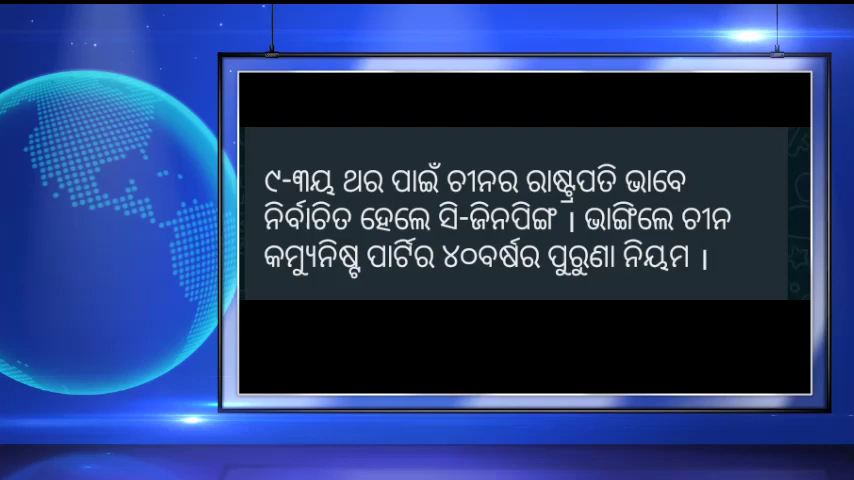 ୯-୩ୟ ଥର ପାଇଁ ଚୀନର ରାଷ୍ଟ୍ରପତି ଭାବେ
ନିର୍ବାଚିତ ହେଲେ ସି-ଜିନପିଙ୍ଗ । ଭାଙ୍ଗିଲେ ଚୀନ
କମ୍ୟୁନିଷ୍ଟ ପାର୍ଟିର ୪୦ବର୍ଷର ପୁରୁଣା ନିୟମ ।